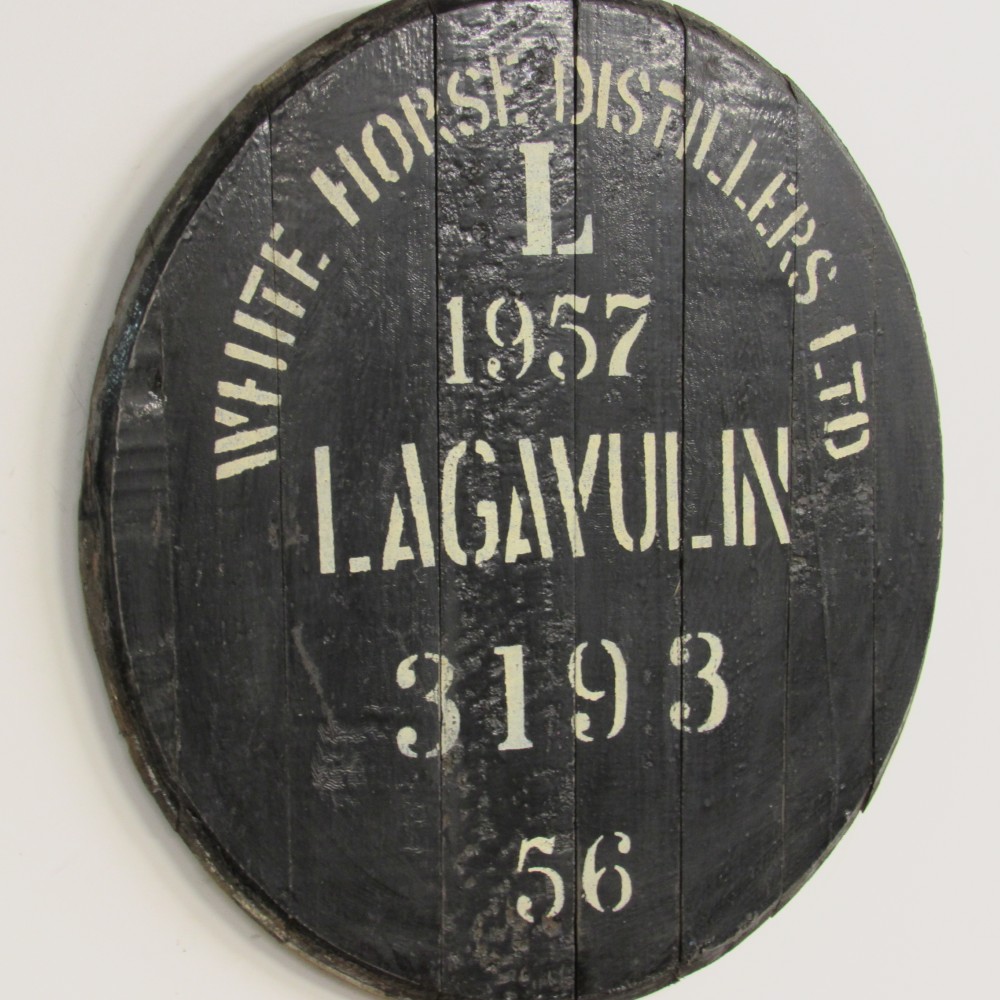 WHITE HORSE DISTILLERS LTD
L
1957
LAGAVULIN
3193
56